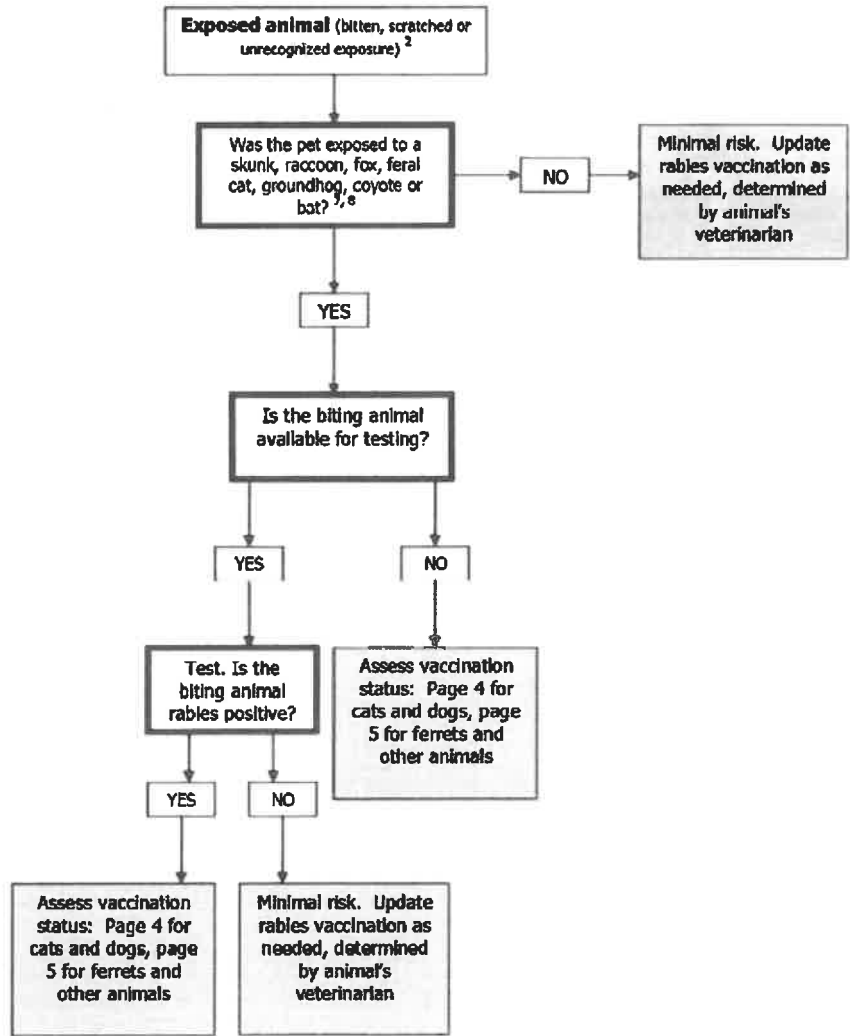 Exposed animal (bitten, scratched or
unrecognized exposure) 2
Was the pet exposed to a
skunk, raccoon, fox, feral
cat, groundhog, coyote or
bat? 7, 8
NO
Minimal risk. Update
rabies vaccination as
needed, determined
by animal's
veterinarian
YES
Is the biting animal
available for testing?
YES
NO
Test. Is the
biting animal
rabies positive?
Assess vaccination
status: Page 4 for
cats and dogs, page
5 for ferrets and
other animals
YES
NO
Assess vaccination
status: Page 4 for
cats and dogs, page
5 for ferrets and
other animals
Minimal risk. Update
rabies vaccination as
needed, determined
by animal's
veterinarian